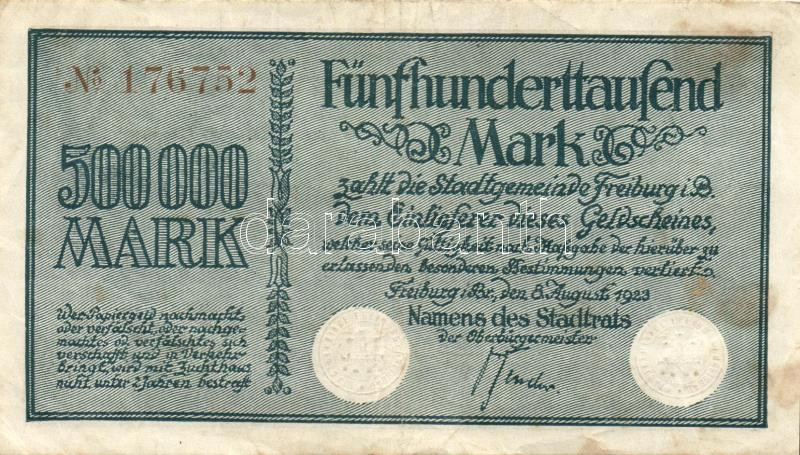 № 176752
500 000
MARK
Wer Papiergeld nachmacht
oder verfälscht, oder nachge-
machtes od. verfälschtes sich
verschafft und in Verkehr
bringt, wird mit Zuchthaus
nicht unter 2 Jahren bestraft
Fünfhunderttausend
Mark
zahlt die Stadtgemeinde Freiburg i. B.
dem Einlieferer dieses Geldscheines,
welcher seine Gültigkeit nach Maßgabe der hierüber zu
erlassenden besonderen Bestimmungen verliert.
Freiburg i. Br., den 8. August 1923
Namens des Stadtrats
der Oberbürgermeister
darabanth